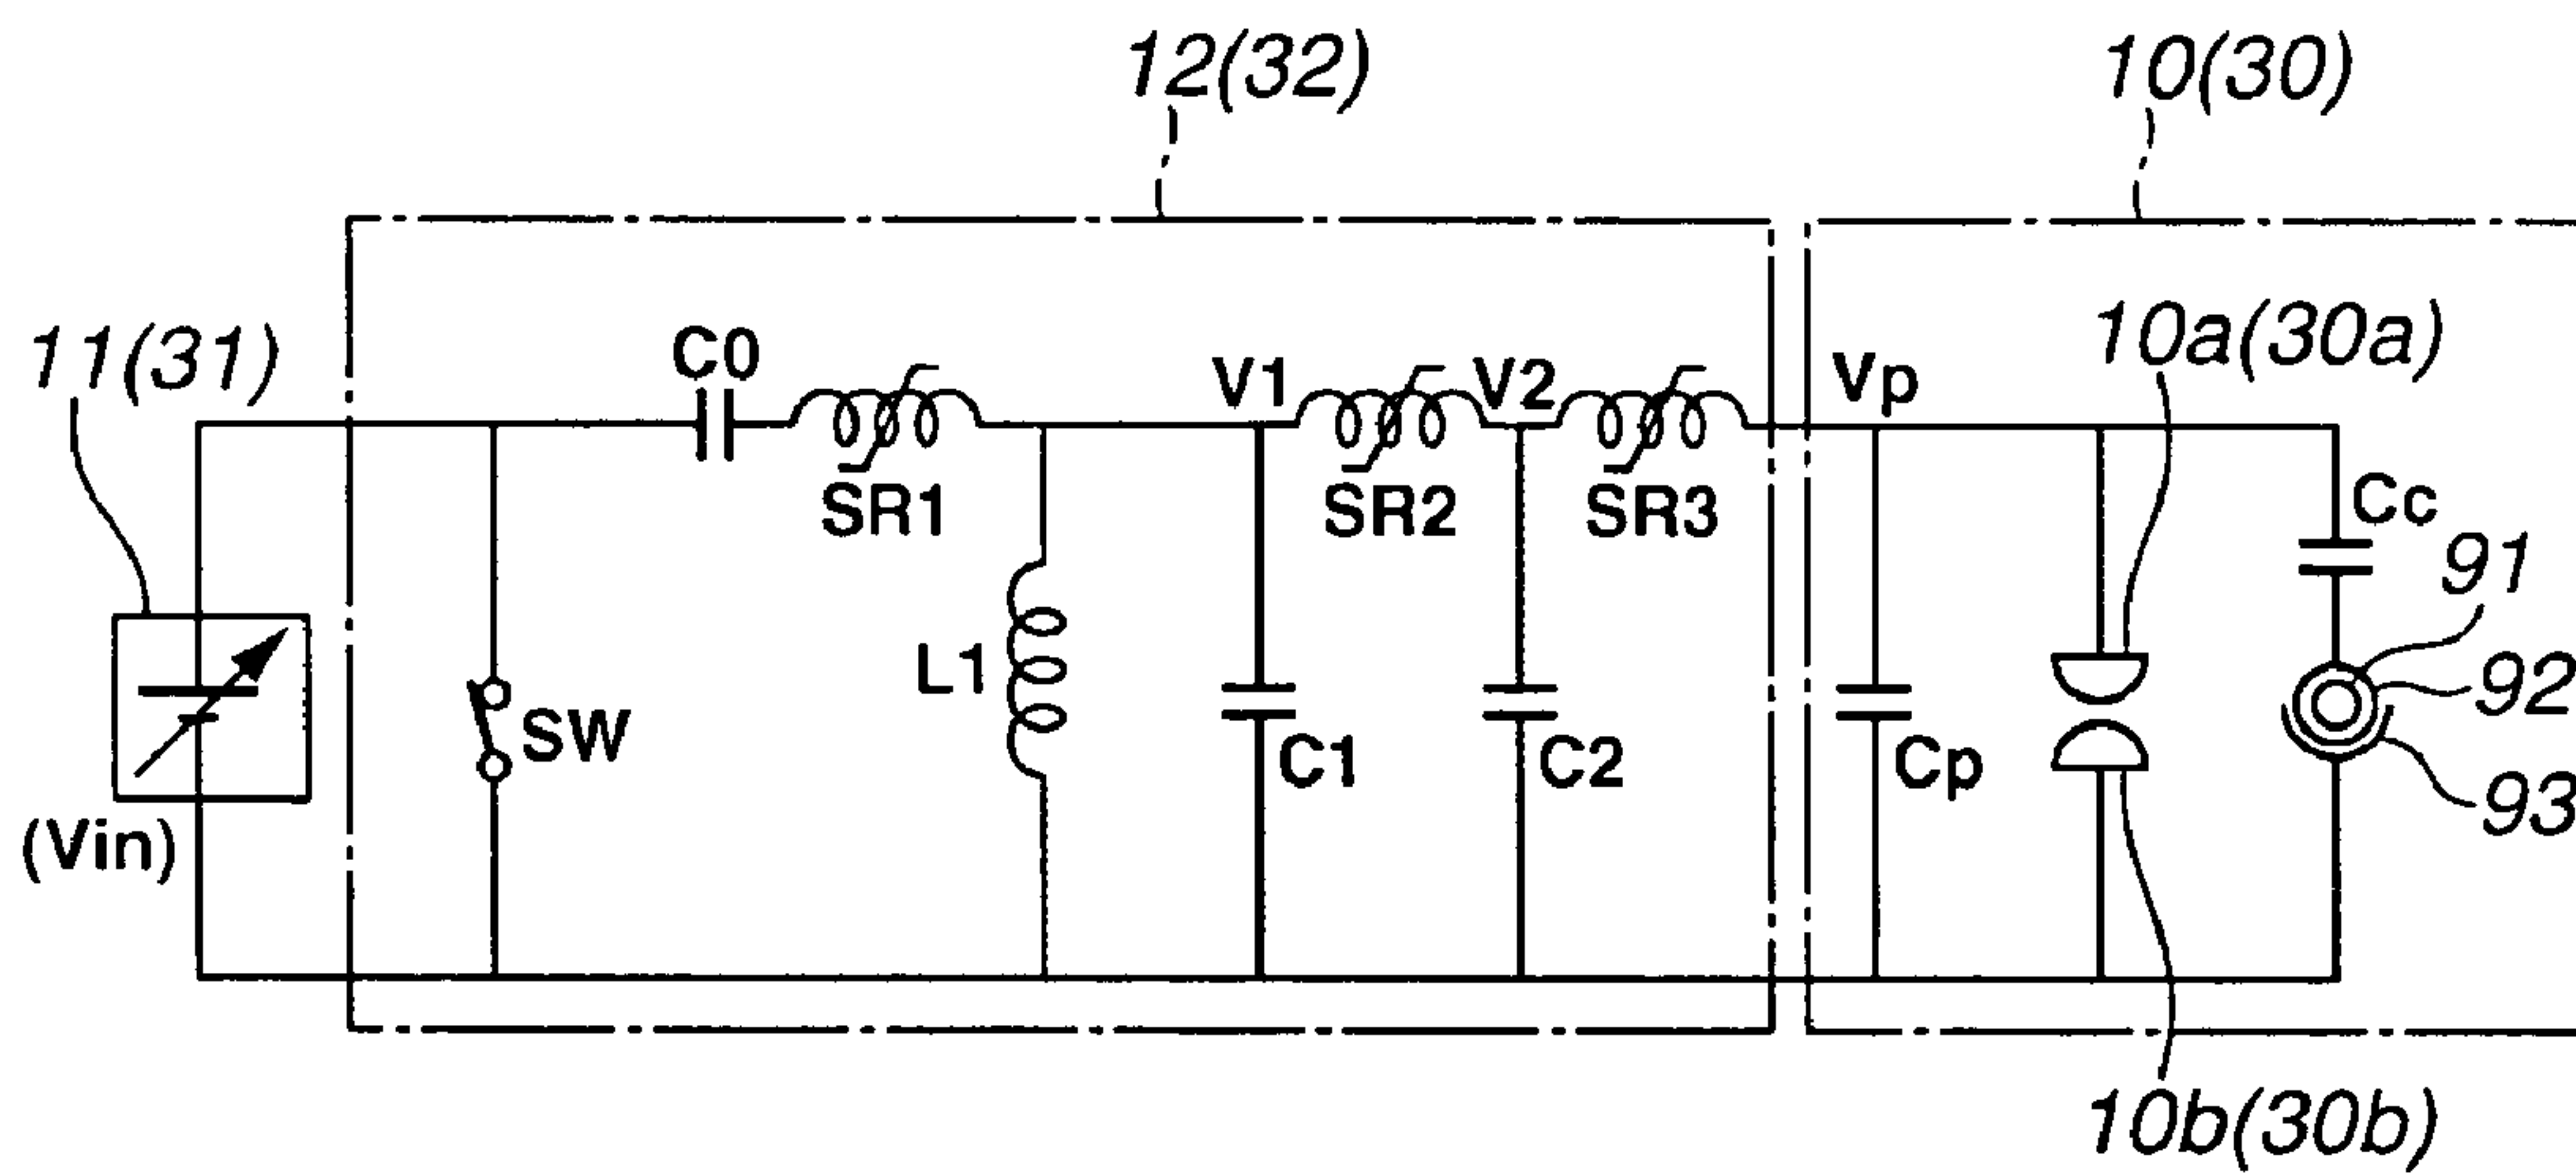 12(32)
10(30)
11(31)
C0
V1
V2
Vp
10a(30a)
SR1
SR2
SR3
Cc
91
L1
SW
C1
C2
Cp
92
93
(Vin)
10b(30b)